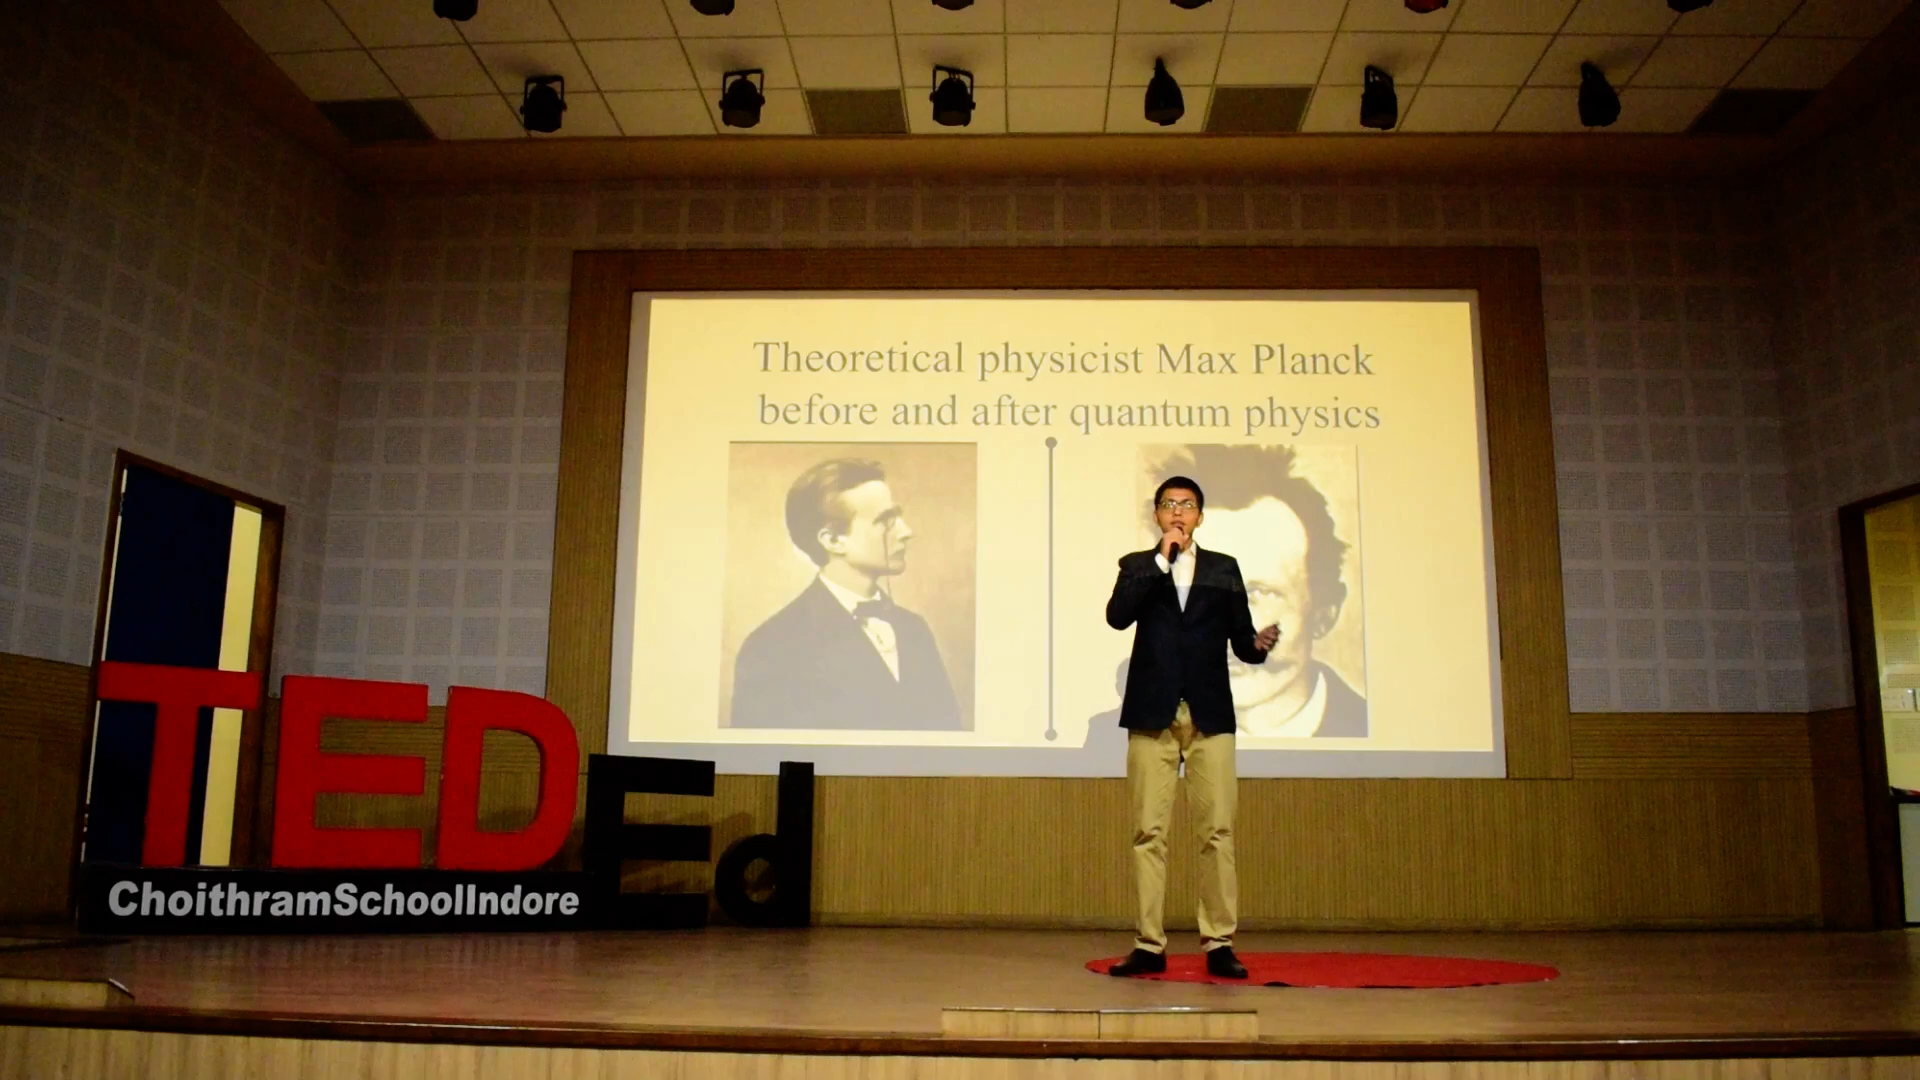 Theoretical physicist Max Planck
before and after quantum physics
TEDEd
ChoithramSchoolIndore